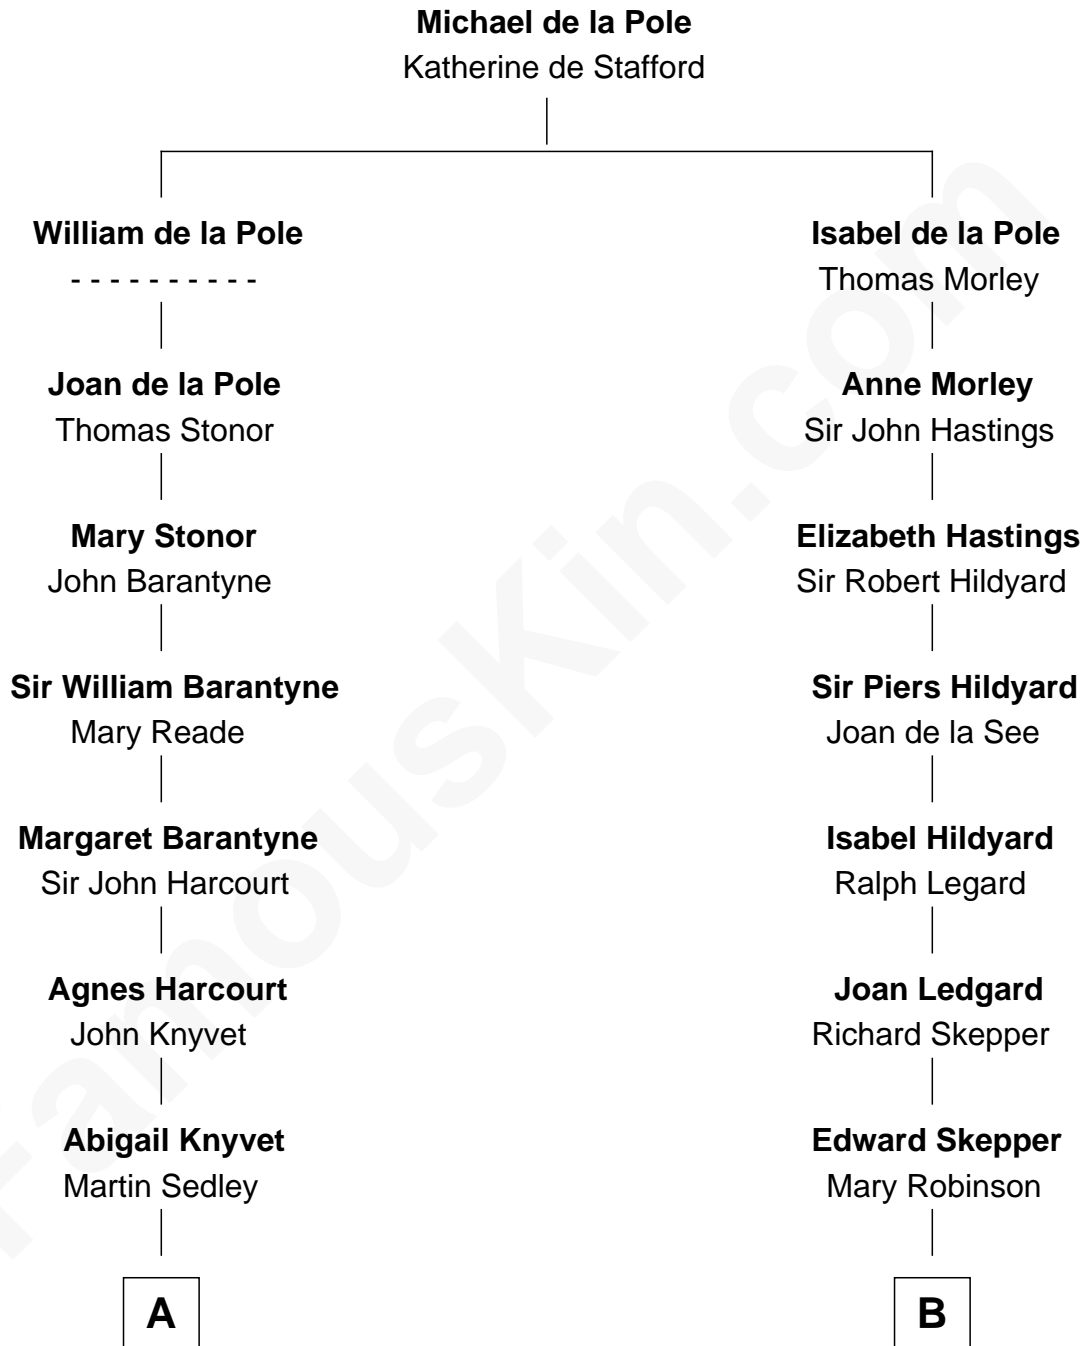 Michael de la Pole
Katherine de Stafford
William de la Pole
- - - - - - - - - -
Isabel de la Pole
Thomas Morley
Joan de la Pole
Thomas Stonor
Anne Morley
Sir John Hastings
Mary Stonor
John Barantyne
Elizabeth Hastings
Sir Robert Hildyard
Sir William Barantyne
Mary Reade
Sir Piers Hildyard
Joan de la See
Margaret Barantyne
Sir John Harcourt
Isabel Hildyard
Ralph Legard
Agnes Harcourt
John Knyvet
Joan Ledgard
Richard Skepper
Abigail Knyvet
Martin Sedley
Edward Skepper
Mary Robinson
A
B
FamousKin.com